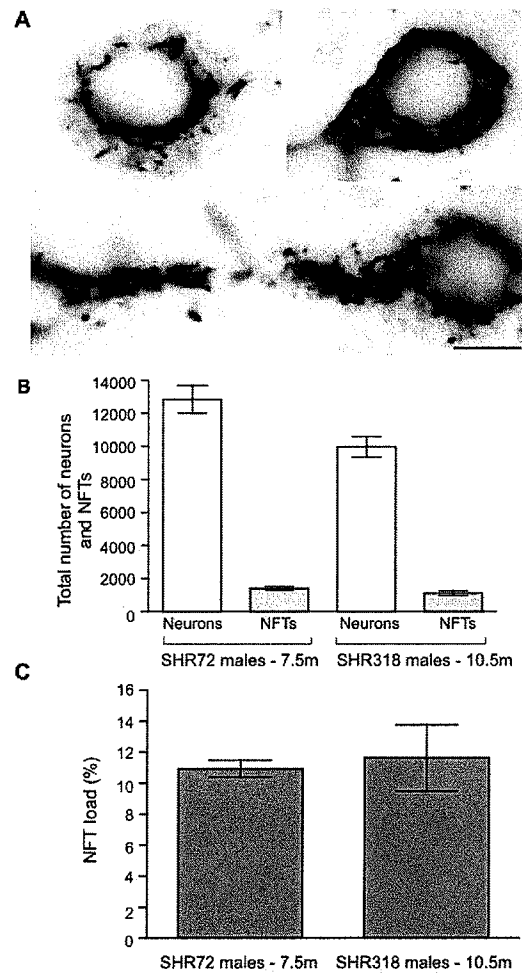 A
B
Total number of neurons
and NFTs
14000
12000
10000
8000
6000
4000
2000
0
Neurons NFTs Neurons NFTs
SHR72 males - 7.5m SHR318 males - 10.5m
C
NFT load (%)
16
14
12
10
8
6
4
2
0
SHR72 males - 7.5m SHR318 males - 10.5m